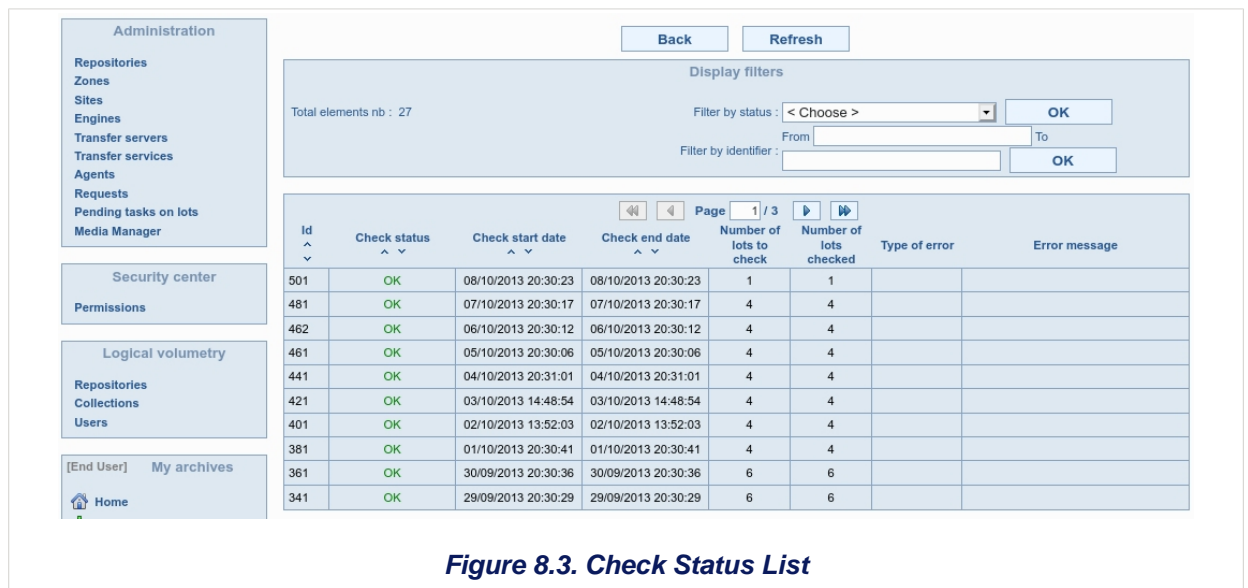 Administration
Repositories
Zones
Sites
Engines
Transfer servers
Transfer services
Agents
Requests
Pending tasks on lots
Media Manager
Security center
Permissions
Logical volumetry
Repositories
Collections
Users
[End User] My archives
Home
Back Refresh
Display filters
Total elements nb : 27
Filter by status : < Choose > OK
From To
Filter by identifier : OK
Page 1 / 3
Id Check status Check start date Check end date Number of lots to check Number of lots checked Type of error Error message
501 OK 08/10/2013 20:30:23 08/10/2013 20:30:23 1 1
481 OK 07/10/2013 20:30:17 07/10/2013 20:30:17 4 4
462 OK 06/10/2013 20:30:12 06/10/2013 20:30:12 4 4
461 OK 05/10/2013 20:30:06 05/10/2013 20:30:06 4 4
441 OK 04/10/2013 20:31:01 04/10/2013 20:31:01 4 4
421 OK 03/10/2013 14:48:54 03/10/2013 14:48:54 4 4
401 OK 02/10/2013 13:52:03 02/10/2013 13:52:03 4 4
381 OK 01/10/2013 20:30:41 01/10/2013 20:30:41 4 4
361 OK 30/09/2013 20:30:36 30/09/2013 20:30:36 6 6
341 OK 29/09/2013 20:30:29 29/09/2013 20:30:29 6 6
Figure 8.3. Check Status List